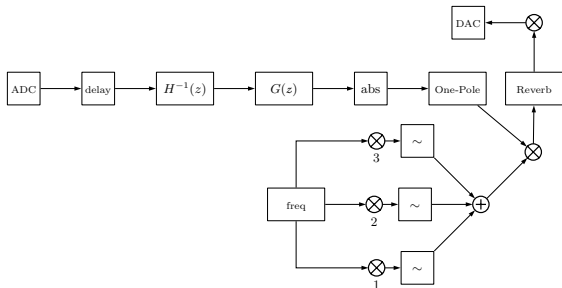 DAC
ADC
delay
H⁻¹(z)
G(z)
abs
One-Pole
Reverb
3
~
freq
2
~
+
1
~